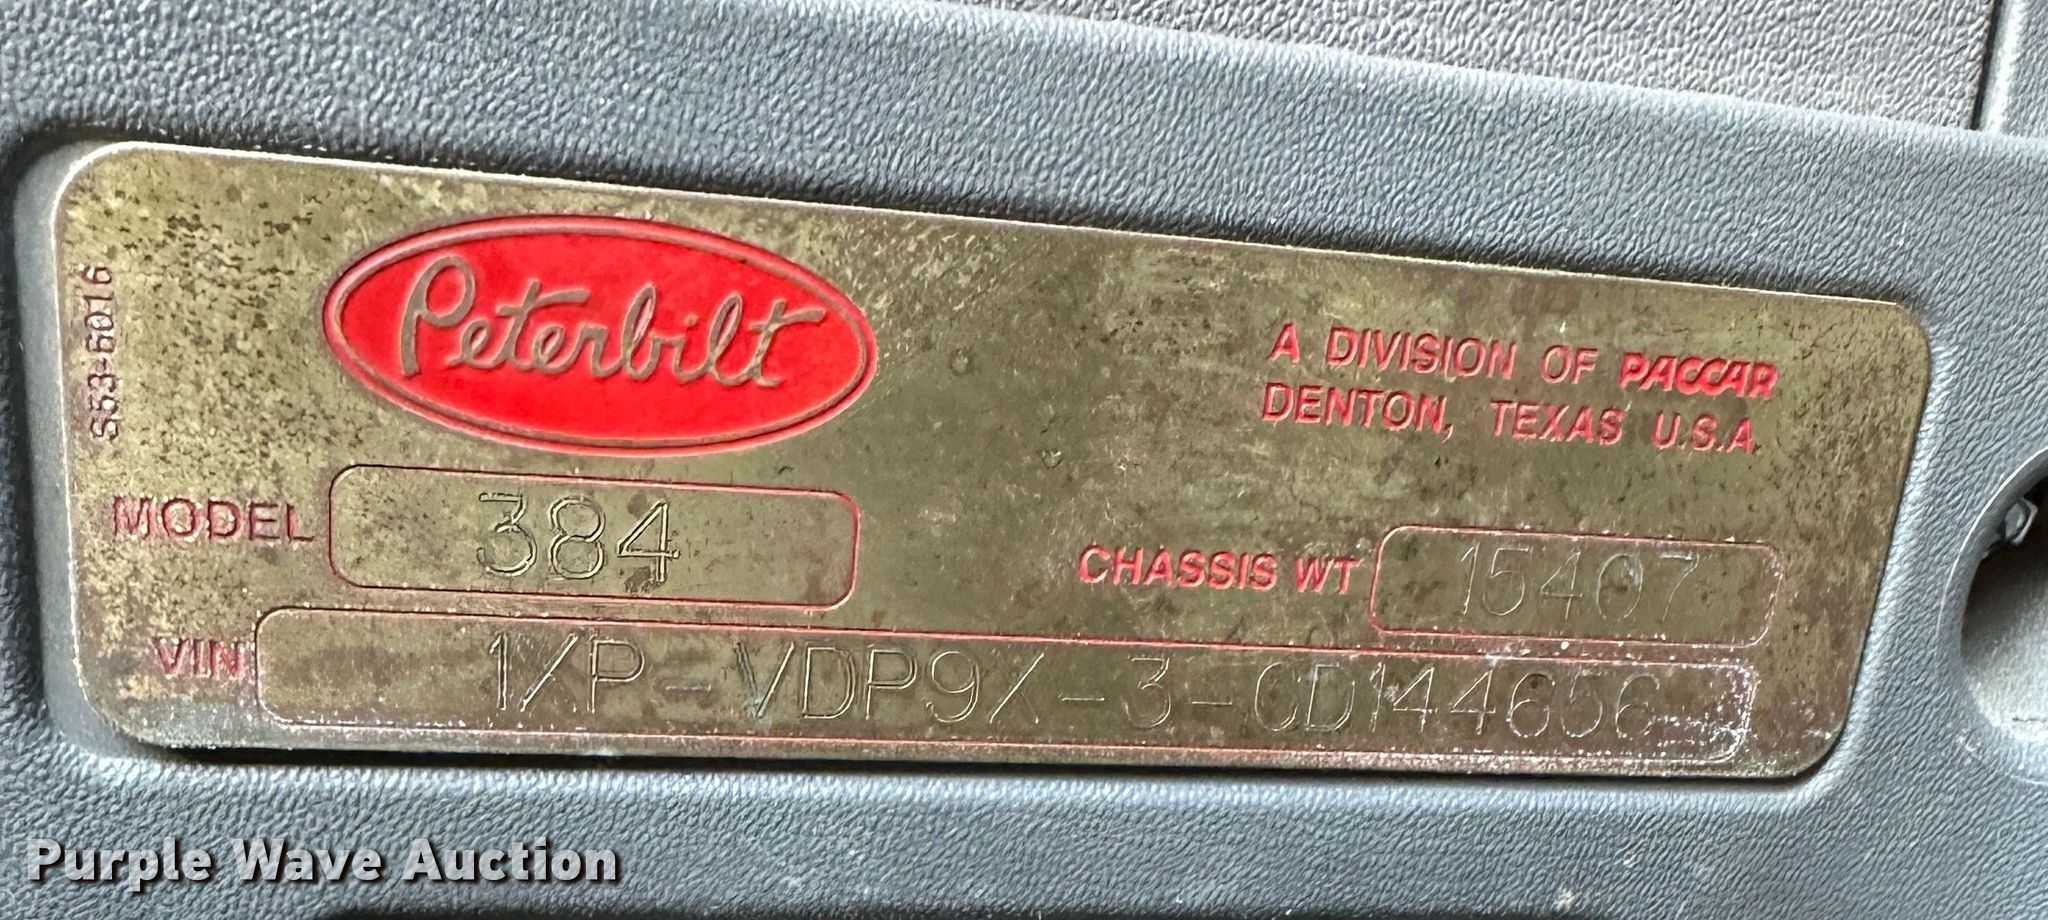 S53-6016
Peterbilt
A DIVISION OF PACCAR
DENTON, TEXAS U.S.A.
MODEL 384
CHASSIS WT 15407
VIN 1XP-VDP9X-3-CD144656
Purple Wave Auction